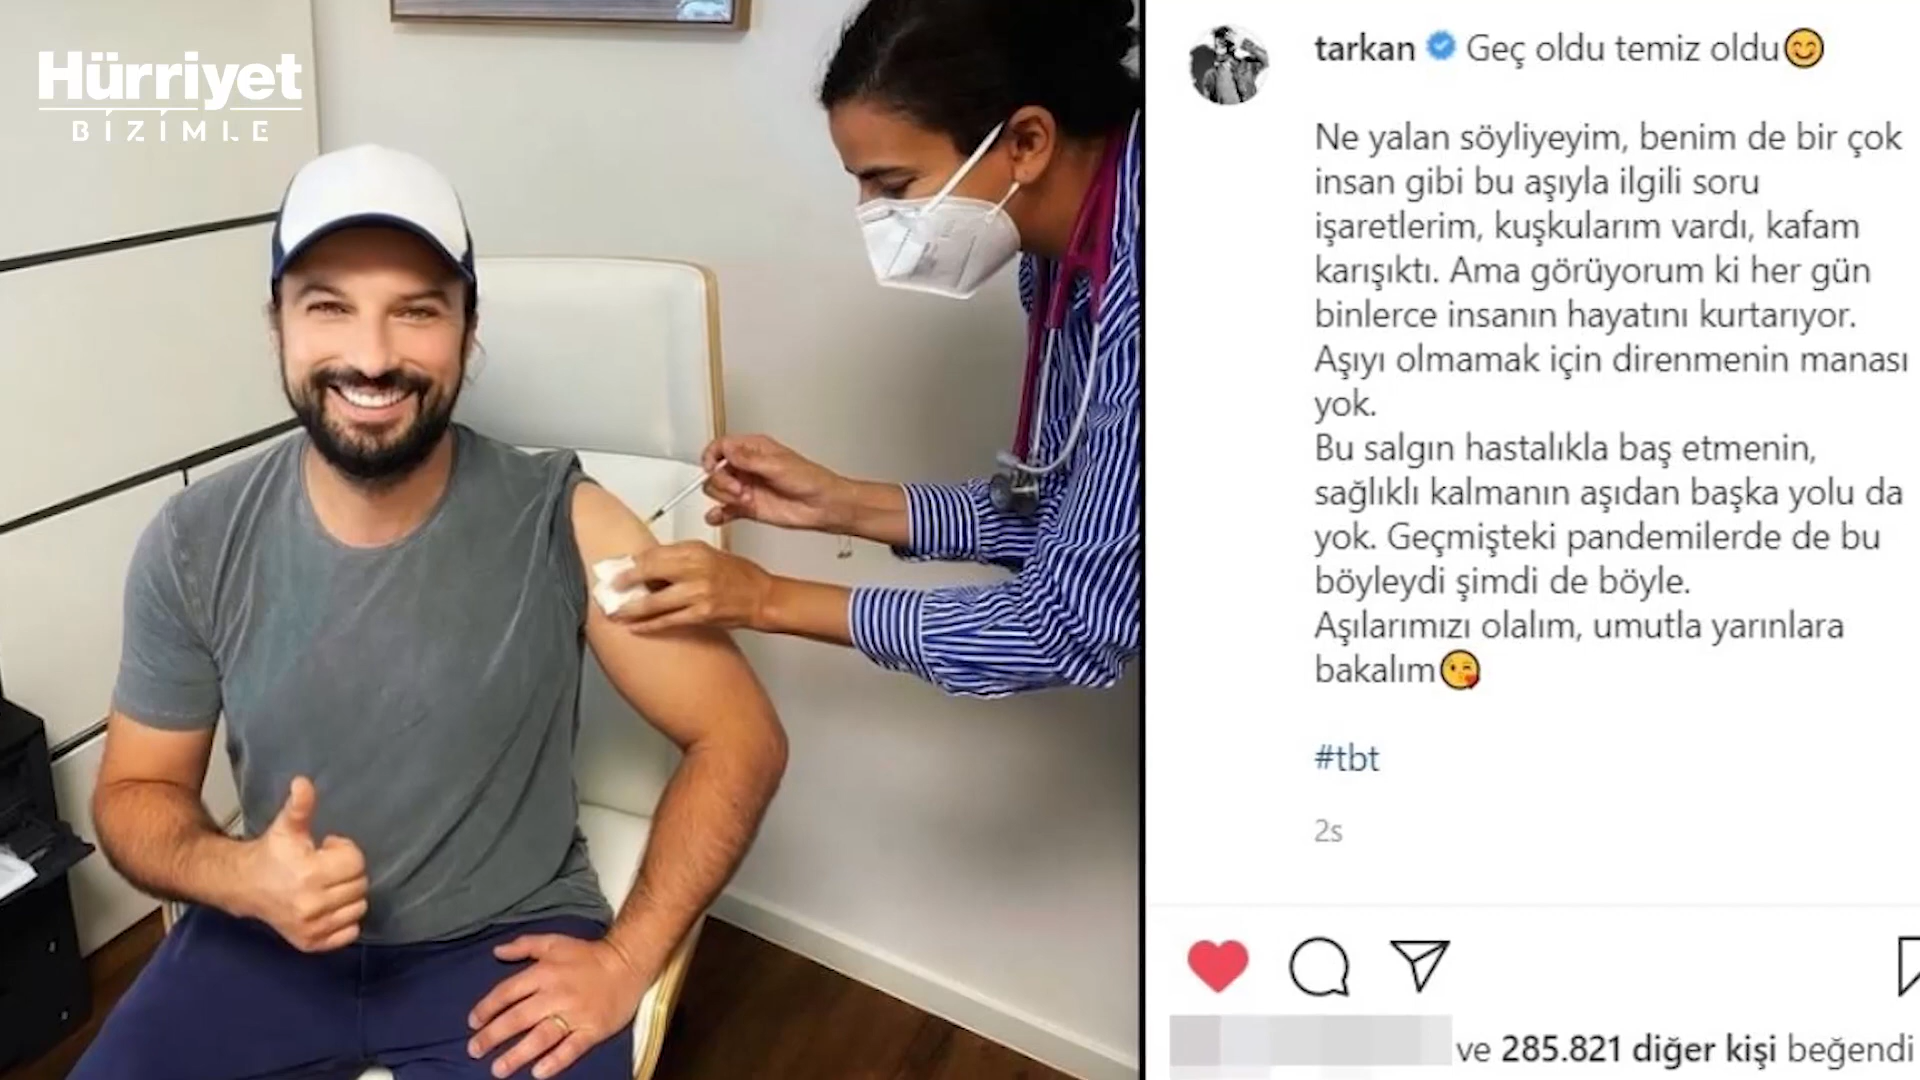 Hürriyet
BİZİMLE
tarkan Geç oldu temiz oldu😊
Ne yalan söyliyeyim, benim de bir çok
insan gibi bu aşıyla ilgili soru
işaretlerim, kuşkularım vardı, kafam
karışıktı. Ama görüyorum ki her gün
binlerce insanın hayatını kurtarıyor.
Aşıyı olmamak için direnmenin manası
yok.
Bu salgın hastalıkla baş etmenin,
sağlıklı kalmanın aşıdan başka yolu da
yok. Geçmişteki pandemilerde de bu
böyleydi şimdi de böyle.
Aşılarımızı olalım, umutla yarınlara
bakalım😘
#tbt
2s
ve 285.821 diğer kişi beğendi